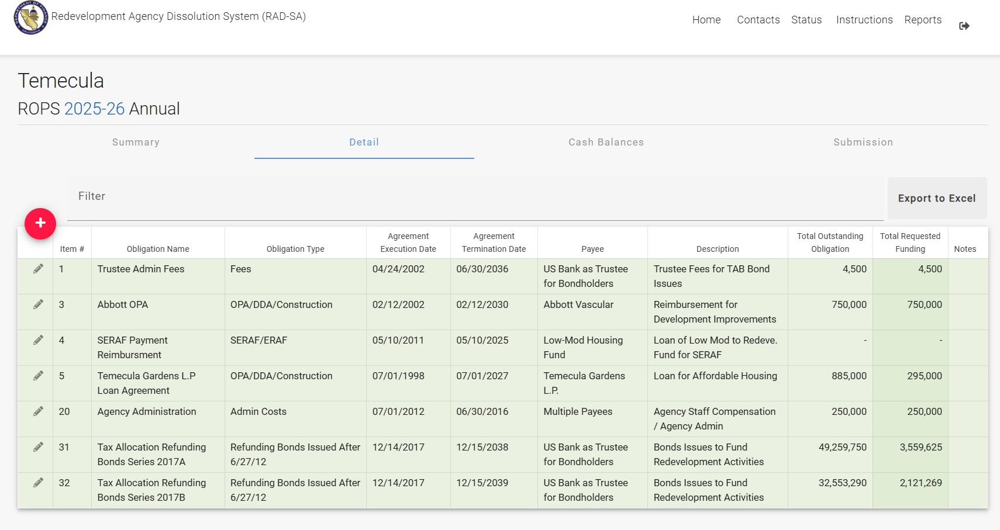 Redevelopment Agency Dissolution System (RAD-SA)
Home Contacts Status Instructions Reports
Temecula
ROPS 2025-26 Annual
Summary Detail Cash Balances Submission
Filter
Export to Excel
+
Item # Obligation Name Obligation Type Agreement Execution Date Agreement Termination Date Payee Description Total Outstanding Obligation Total Requested Funding Notes
1 Trustee Admin Fees Fees 04/24/2002 06/30/2036 US Bank as Trustee for Bondholders Trustee Fees for TAB Bond Issues 4,500 4,500
3 Abbott OPA OPA/DDA/Construction 02/12/2002 02/12/2030 Abbott Vascular Reimbursement for Development Improvements 750,000 750,000
4 SERAF Payment Reimbursment SERAF/ERAF 05/10/2011 05/10/2025 Low-Mod Housing Fund Loan of Low Mod to Redeve. Fund for SERAF - -
5 Temecula Gardens L.P Loan Agreement OPA/DDA/Construction 07/01/1998 07/01/2027 Temecula Gardens L.P. Loan for Affordable Housing 885,000 295,000
20 Agency Administration Admin Costs 07/01/2012 06/30/2016 Multiple Payees Agency Staff Compensation / Agency Admin 250,000 250,000
31 Tax Allocation Refunding Bonds Series 2017A Refunding Bonds Issued After 6/27/12 12/14/2017 12/15/2038 US Bank as Trustee for Bondholders Bonds Issues to Fund Redevelopment Activities 49,259,750 3,559,625
32 Tax Allocation Refunding Bonds Series 2017B Refunding Bonds Issued After 6/27/12 12/14/2017 12/15/2039 US Bank as Trustee for Bondholders Bonds Issues to Fund Redevelopment Activities 32,553,290 2,121,269